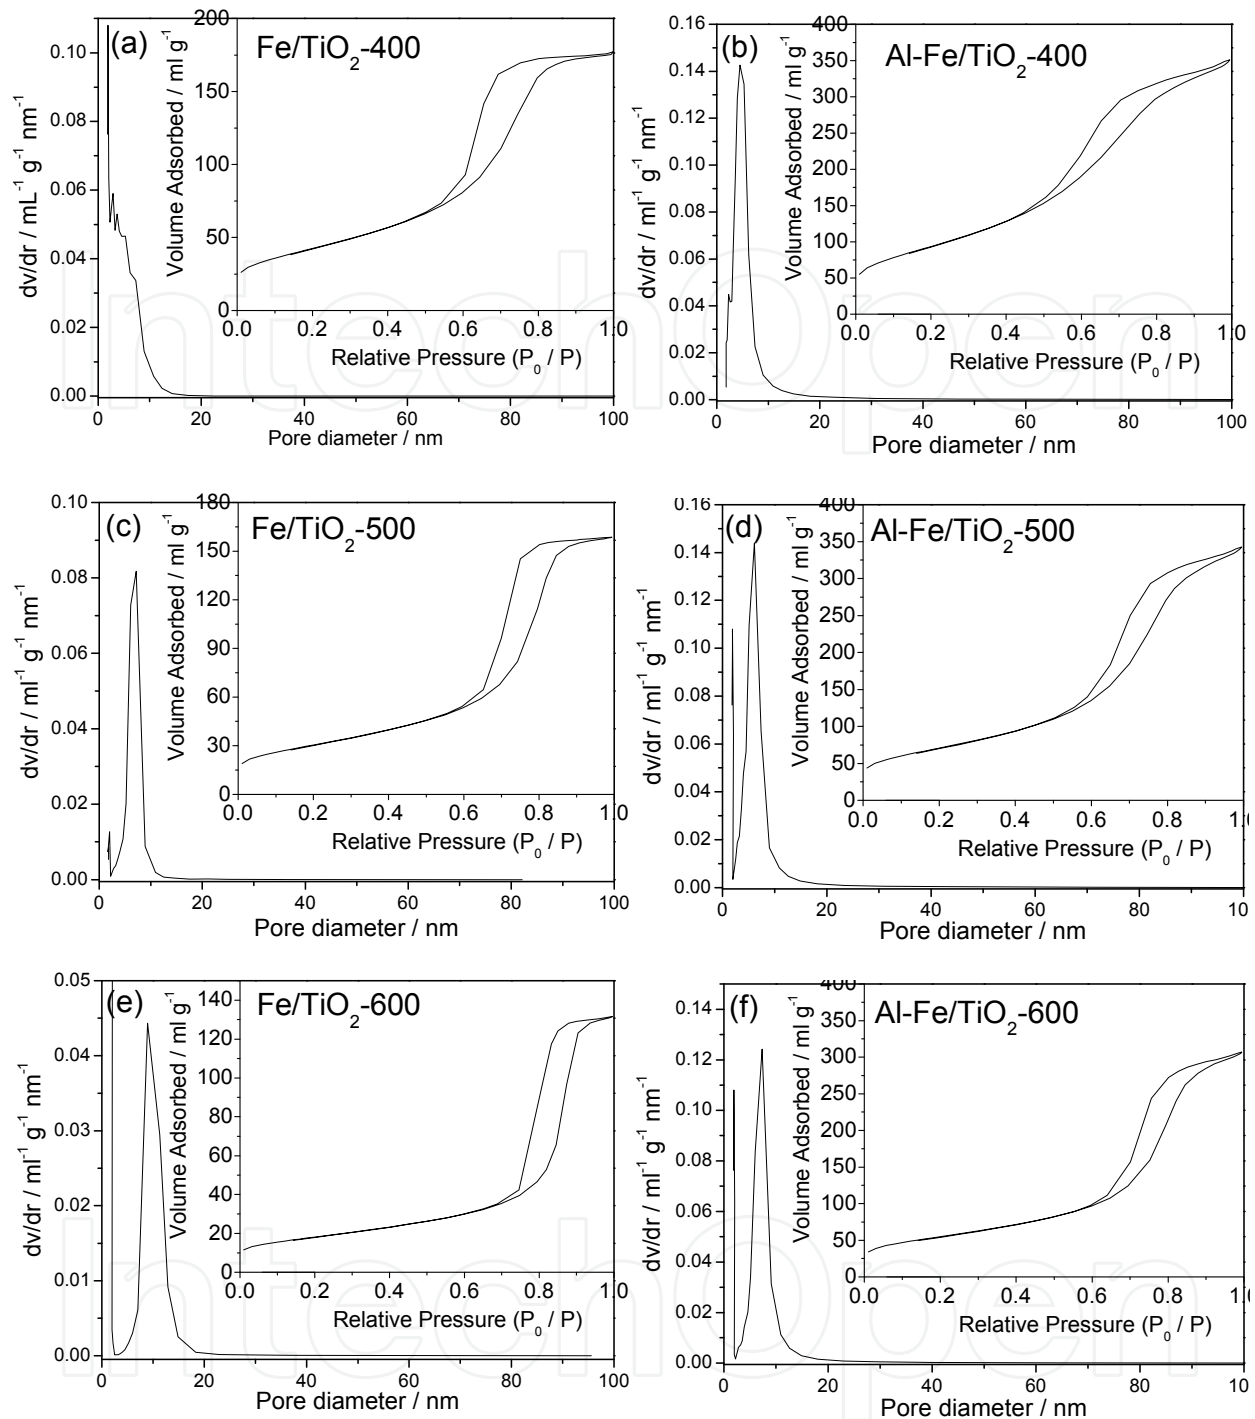 (a)
Fe/TiO₂-400
dv/dr / mL⁻¹ g⁻¹ nm⁻¹
0.10
0.08
0.06
0.04
0.02
0.00
0 20 40 60 80 100
Pore diameter / nm
Volume Adsorbed / ml g⁻¹
200
150
100
50
0
0.0 0.2 0.4 0.6 0.8 1.0
Relative Pressure (P₀ / P)
(b)
Al-Fe/TiO₂-400
dv/dr / ml⁻¹ g⁻¹ nm⁻¹
0.16
0.14
0.12
0.10
0.08
0.06
0.04
0.02
0.00
0 20 40 60 80 100
Pore diameter / nm
Volume Adsorbed / ml g⁻¹
400
350
300
250
200
150
100
50
0
0.0 0.2 0.4 0.6 0.8 1.0
Relative Pressure (P₀ / P)
(c)
Fe/TiO₂-500
dv/dr / ml⁻¹ g⁻¹ nm⁻¹
0.10
0.08
0.06
0.04
0.02
0.00
0 20 40 60 80 100
Pore diameter / nm
Volume Adsorbed / ml g⁻¹
180
150
120
90
60
30
0
0.0 0.2 0.4 0.6 0.8 1.0
Relative Pressure (P₀ / P)
(d)
Al-Fe/TiO₂-500
dv/dr / ml⁻¹ g⁻¹ nm⁻¹
0.16
0.14
0.12
0.10
0.08
0.06
0.04
0.02
0.00
0 20 40 60 80 10
Pore diameter / nm
Volume Adsorbed / ml g⁻¹
400
350
300
250
200
150
100
50
0
0.0 0.2 0.4 0.6 0.8 1.0
Relative Pressure (P₀ / P)
(e)
Fe/TiO₂-600
dv/dr / ml⁻¹ g⁻¹ nm⁻¹
0.05
0.04
0.03
0.02
0.01
0.00
0 20 40 60 80 100
Pore diameter / nm
Volume Adsorbed / ml g⁻¹
140
120
100
80
60
40
20
0
0.0 0.2 0.4 0.6 0.8 1.0
Relative Pressure (P₀ / P)
(f)
Al-Fe/TiO₂-600
dv/dr / ml⁻¹ g⁻¹ nm⁻¹
0.14
0.12
0.10
0.08
0.06
0.04
0.02
0.00
0 20 40 60 80 10
Pore diameter / nm
Volume Adsorbed / ml g⁻¹
400
350
300
250
200
150
100
50
0
0.0 0.2 0.4 0.6 0.8 1.0
Relative Pressure (P₀ / P)
IntechOpen
IntechOpen